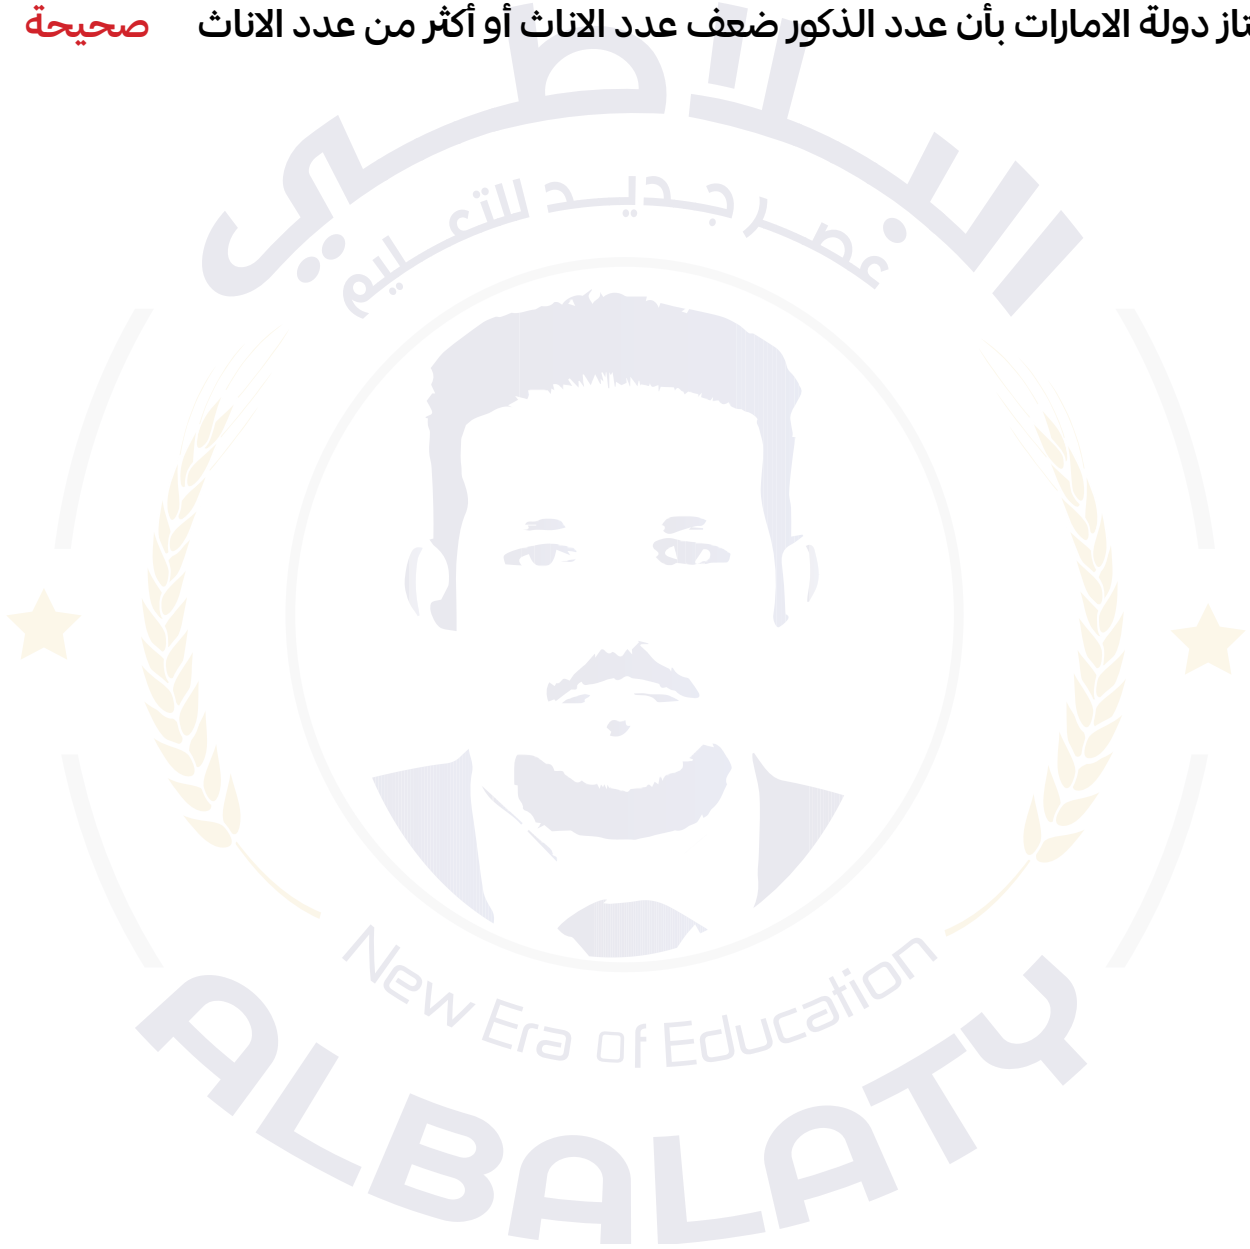 دولة الامارات بأن عدد الذكور ضعف عدد الاناث أو أكثر من عدد الاناث صحيحة
البلاطي
عصر جديد للتعليم
New Era of Education
ALBALATY